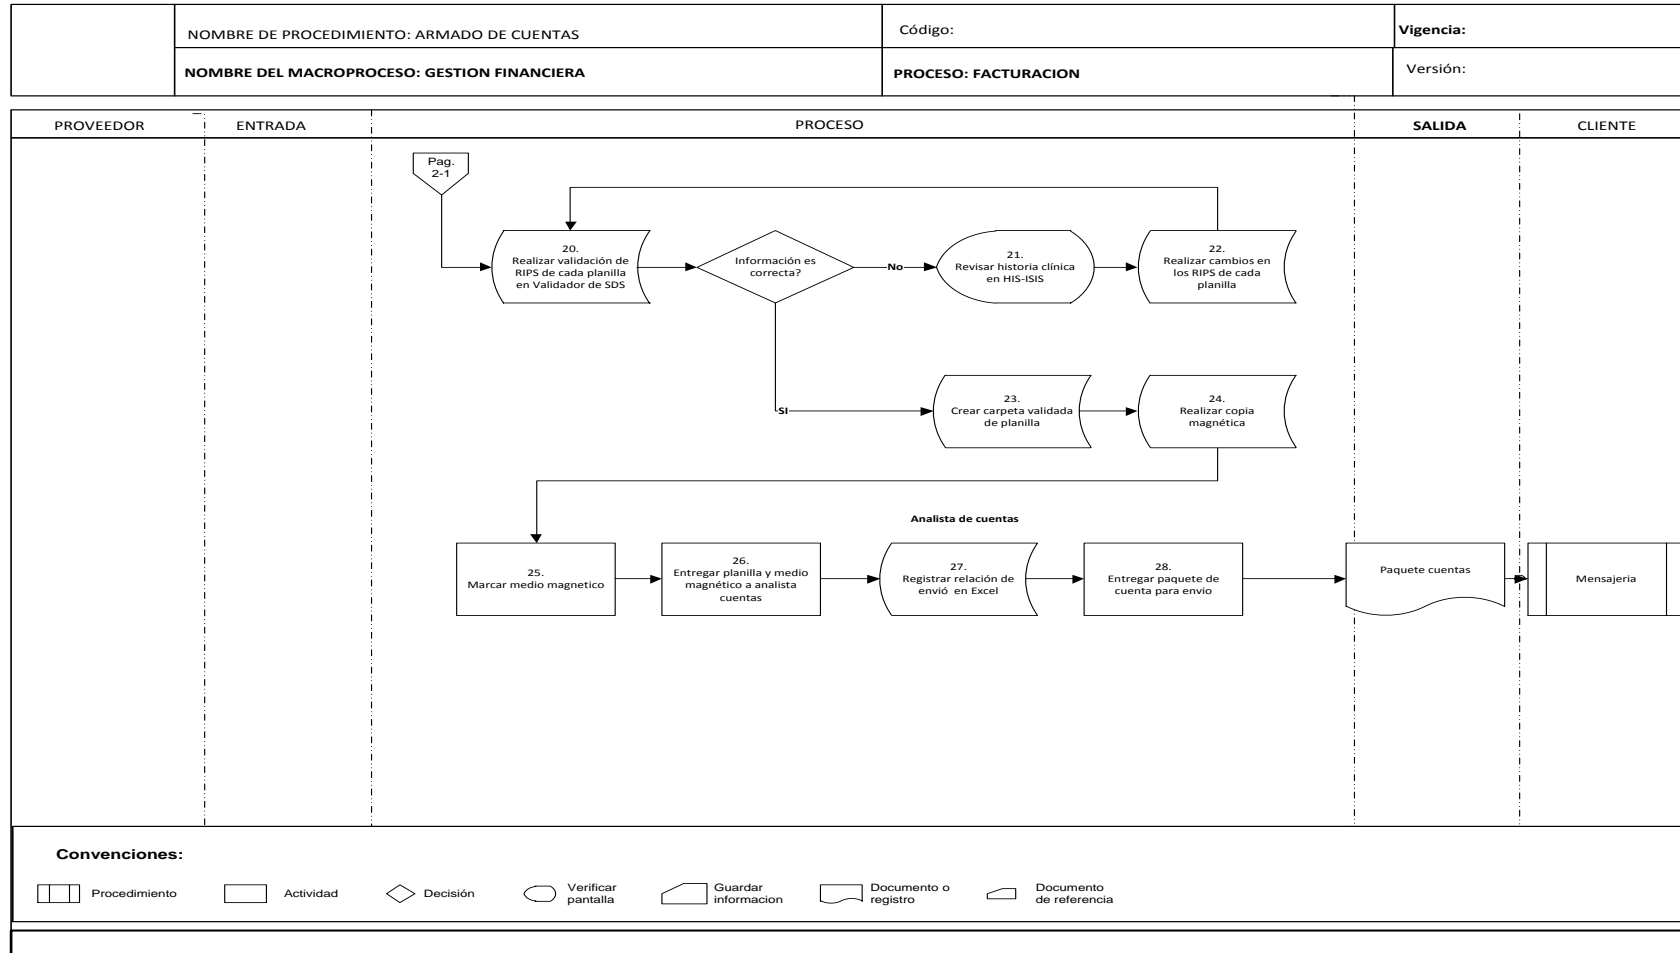 NOMBRE DE PROCEDIMIENTO: ARMADO DE CUENTAS
Código:
Vigencia:
NOMBRE DEL MACROPROCESO: GESTION FINANCIERA
PROCESO: FACTURACION
Versión:
PROVEEDOR
ENTRADA
PROCESO
SALIDA
CLIENTE
Pag.
2-1
20.
Realizar validación de
RIPS de cada planilla
en Validador de SDS
Información es
correcta?
No
21.
Revisar historia clínica
en HIS-ISIS
22.
Realizar cambios en
los RIPS de cada
planilla
SI
23.
Crear carpeta validada
de planilla
24.
Realizar copia
magnética
Analista de cuentas
25.
Marcar medio magnetico
26.
Entregar planilla y medio
magnético a analista
cuentas
27.
Registrar relación de
envió en Excel
28.
Entregar paquete de
cuenta para envio
Paquete cuentas
Mensajeria
Convenciones:
Procedimiento
Actividad
Decisión
Verificar
pantalla
Guardar
informacion
Documento o
registro
Documento
de referencia